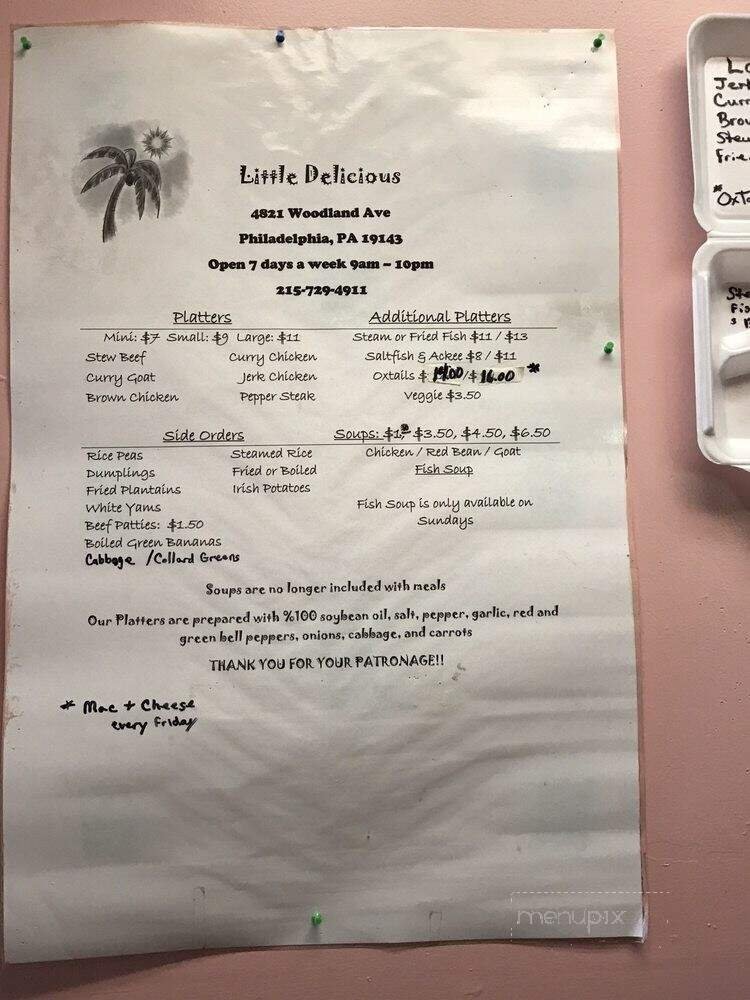 Little Delicious
4821 Woodland Ave
Philadelphia, PA 19143
Open 7 days a week 9am – 10pm
215-729-4911
Platters
Mini: $7 Small: $9 Large: $11
Stew Beef Curry Chicken
Curry Goat Jerk Chicken
Brown Chicken Pepper Steak
Additional Platters
Steam or Fried Fish $11 / $13
Saltfish & Ackee $8 / $11
Oxtails $ /$16.00 *
Veggie $3.50
Side Orders
Rice Peas Steamed Rice
Dumplings Fried or Boiled
Fried Plantains Irish Potatoes
White Yams
Beef Patties: $1.50
Boiled Green Bananas
Cabbage /Collard Greens
Soups: $3.50, $4.50, $6.50
Chicken / Red Bean / Goat
Fish Soup
Fish Soup is only available on
Sundays
Soups are no longer included with meals
Our Platters are prepared with %100 soybean oil, salt, pepper, garlic, red and
green bell peppers, onions, cabbage, and carrots
THANK YOU FOR YOUR PATRONAGE!!
* Mac + Cheese
every Friday
menupix